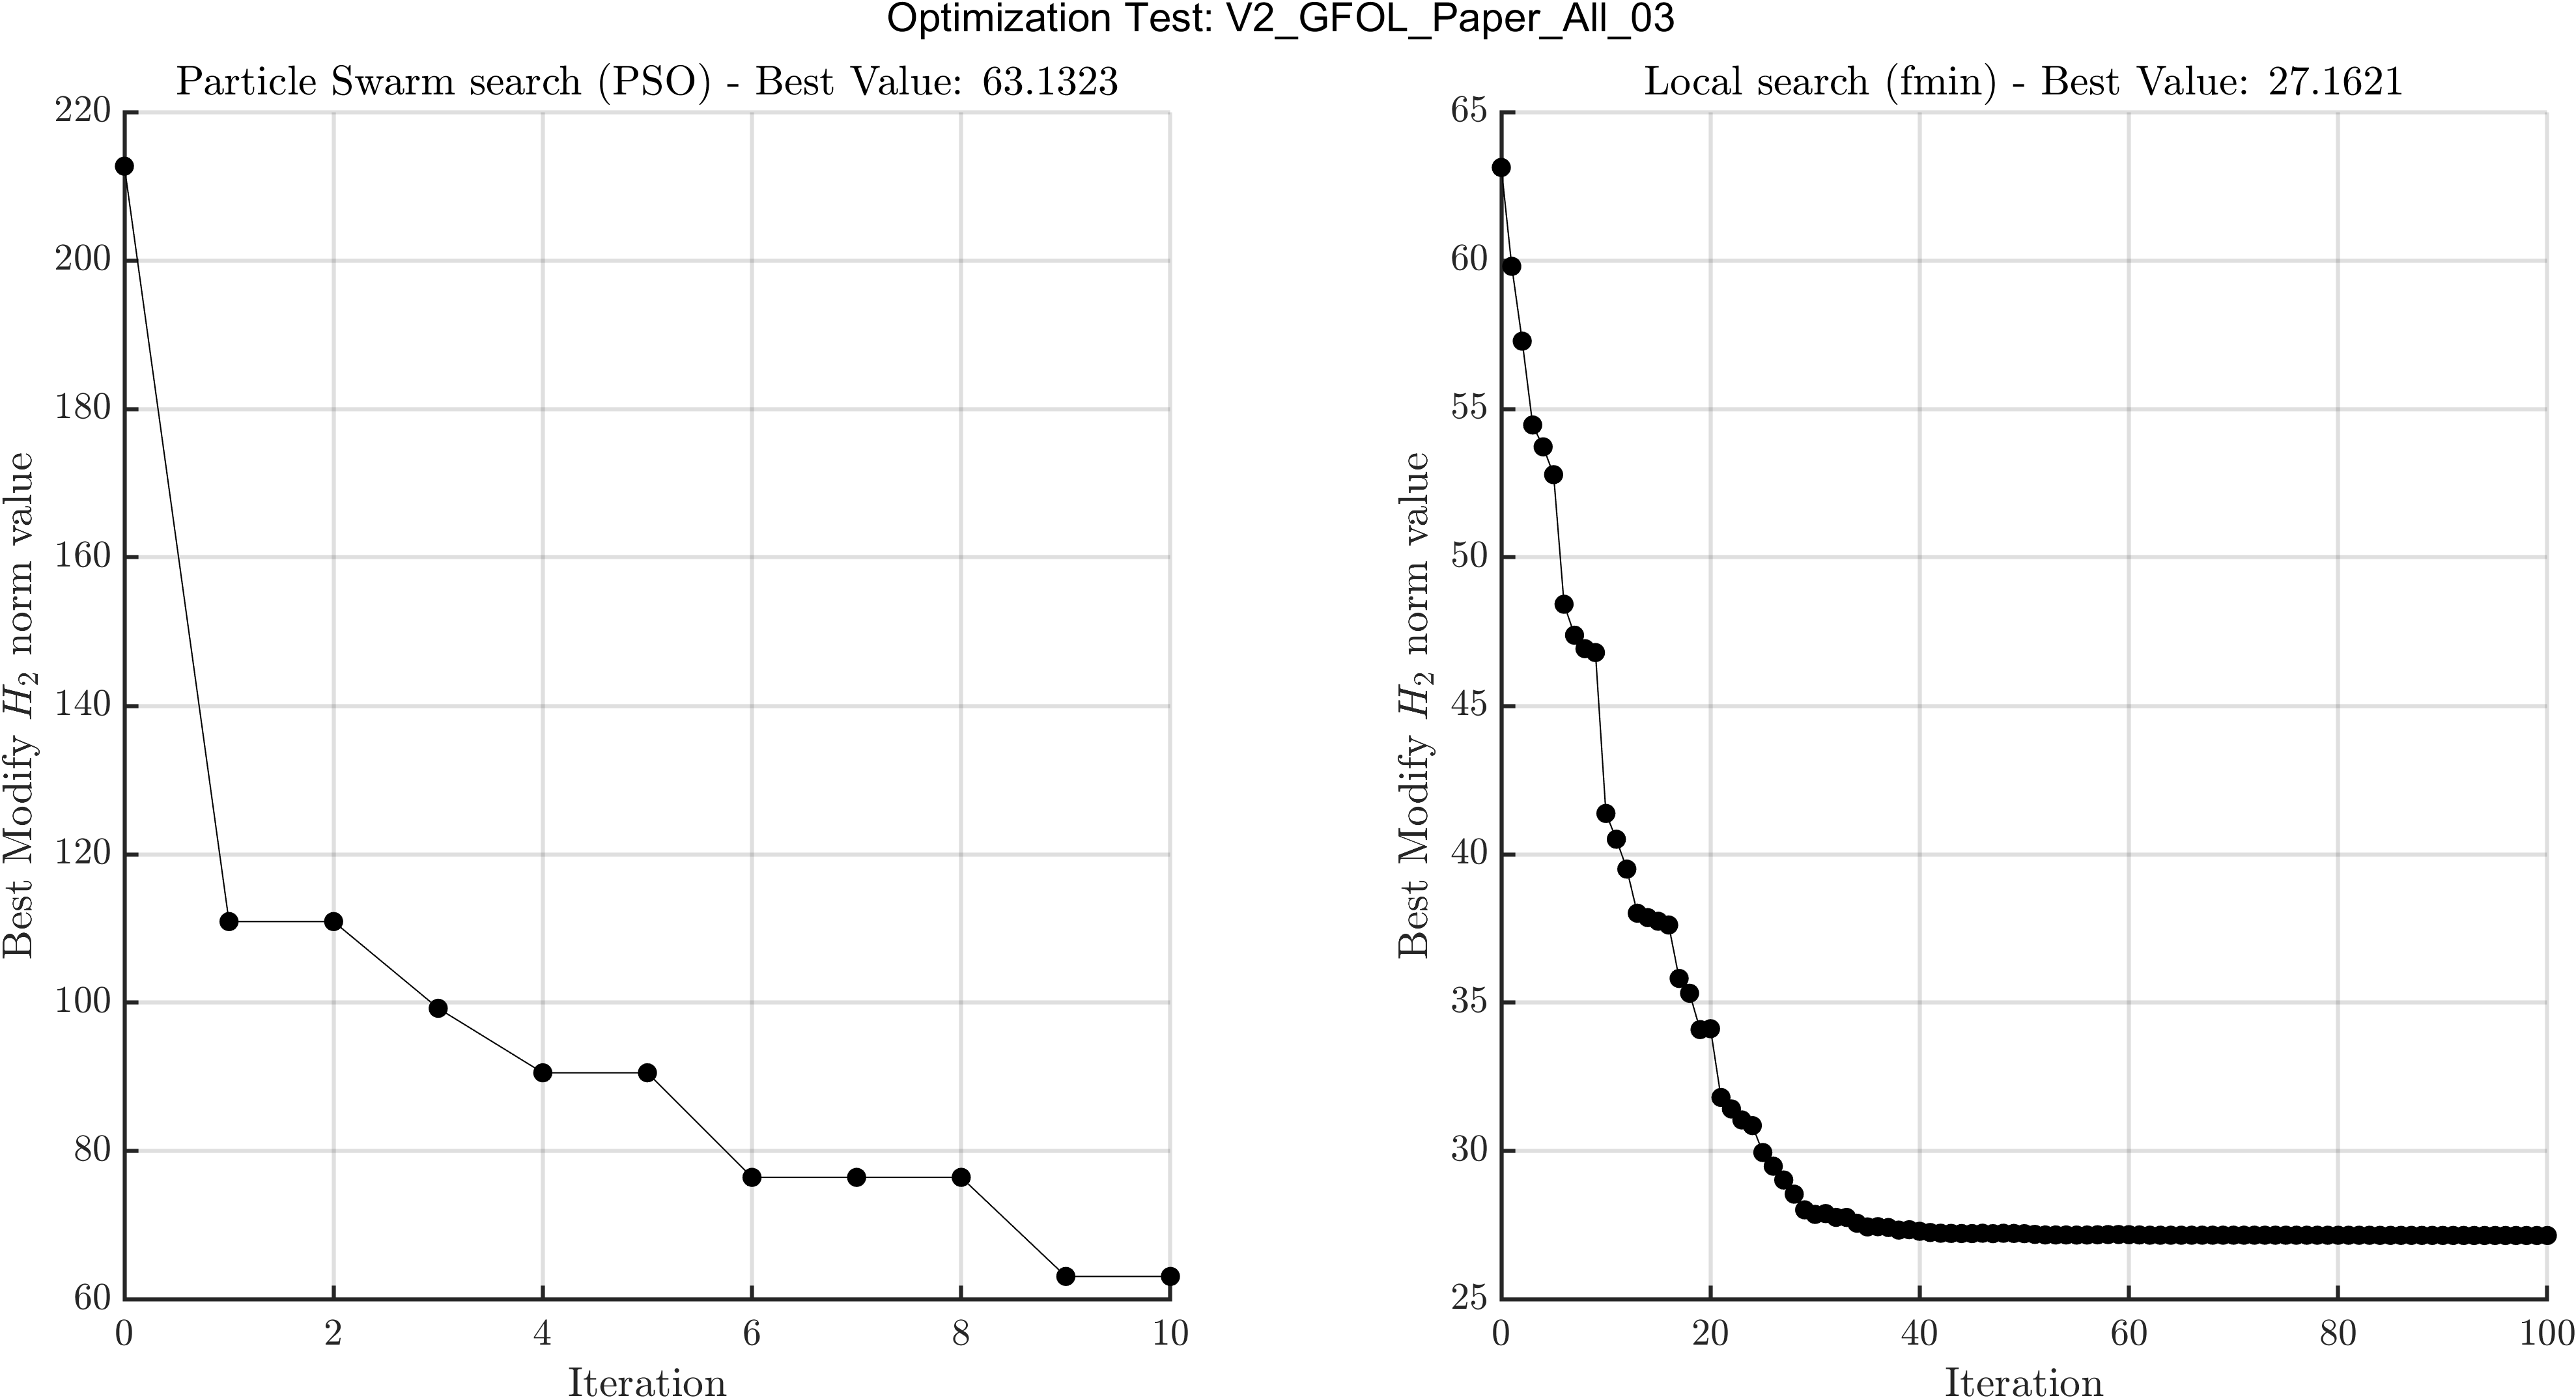 Optimization Test: V2_GFOL_Paper_All_03
Particle Swarm search (PSO) - Best Value: 63.1323
220
200
180
160
140
120
100
80
60
0 2 4 6 8 10
Iteration
Best Modify H2 norm value
Local search (fmin) - Best Value: 27.1621
65
60
55
50
45
40
35
30
25
0 20 40 60 80 100
Iteration
Best Modify H2 norm value